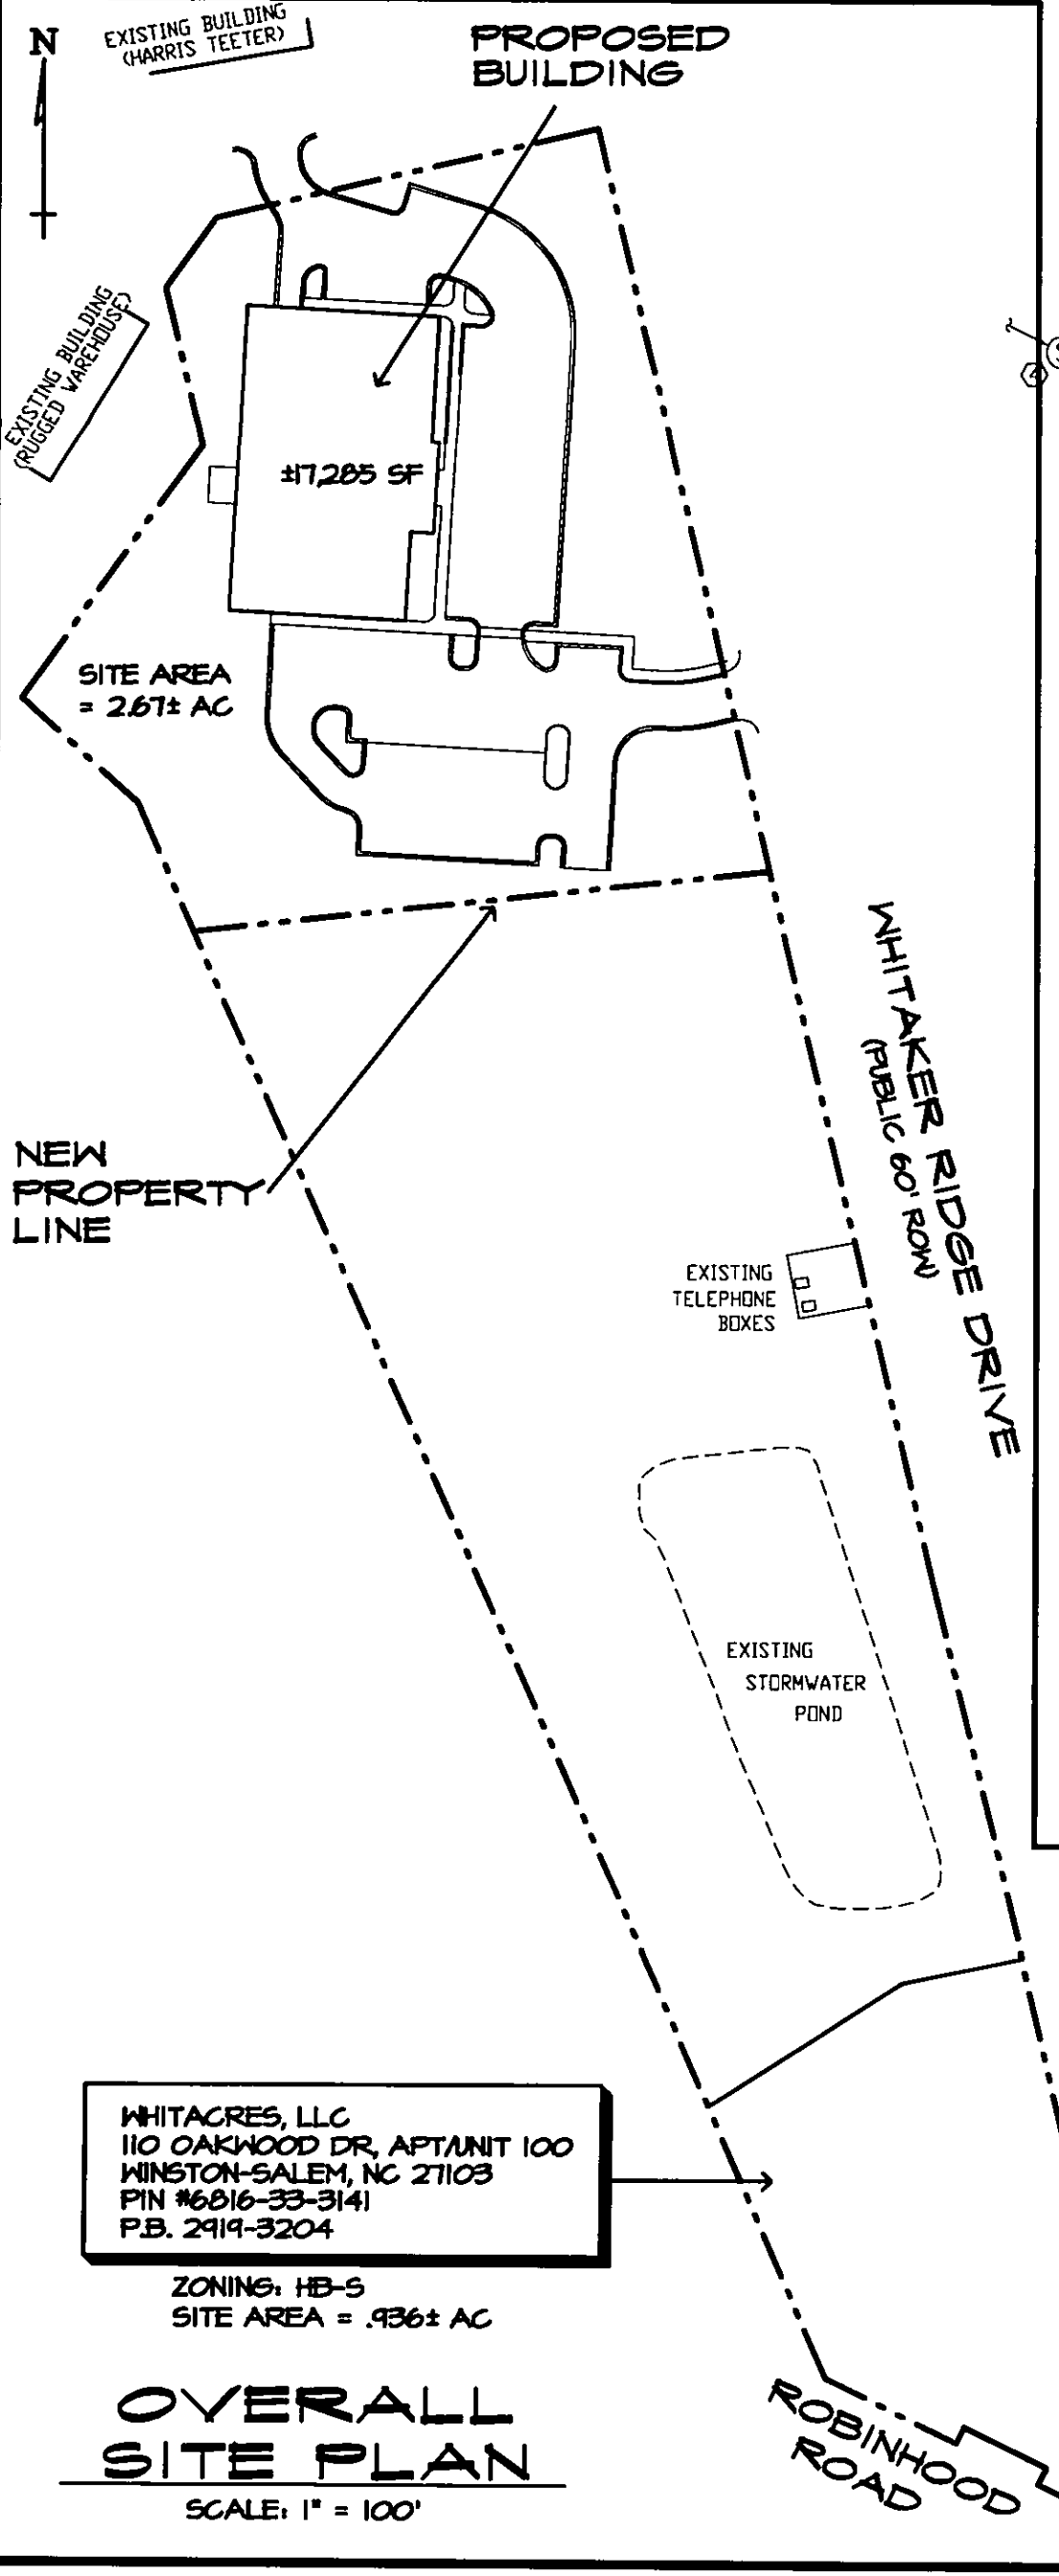 N
EXISTING BUILDING
(HARRIS TEETER)
PROPOSED
BUILDING
EXISTING BUILDING
(RUGGED WAREHOUSE)
±17,285 SF
SITE AREA
= 2.67± AC
WHITAKER RIDGE DRIVE
(PUBLIC 60' ROW)
NEW
PROPERTY
LINE
EXISTING
TELEPHONE
BOXES
EXISTING
STORMWATER
POND
WHITACRES, LLC
110 OAKWOOD DR, APT/UNIT 100
WINSTON-SALEM, NC 27103
PIN #6816-33-3141
P.B. 2919-3204
ZONING: HB-S
SITE AREA = .936± AC
OVERALL
SITE PLAN
SCALE: 1" = 100'
ROBINHOOD
ROAD